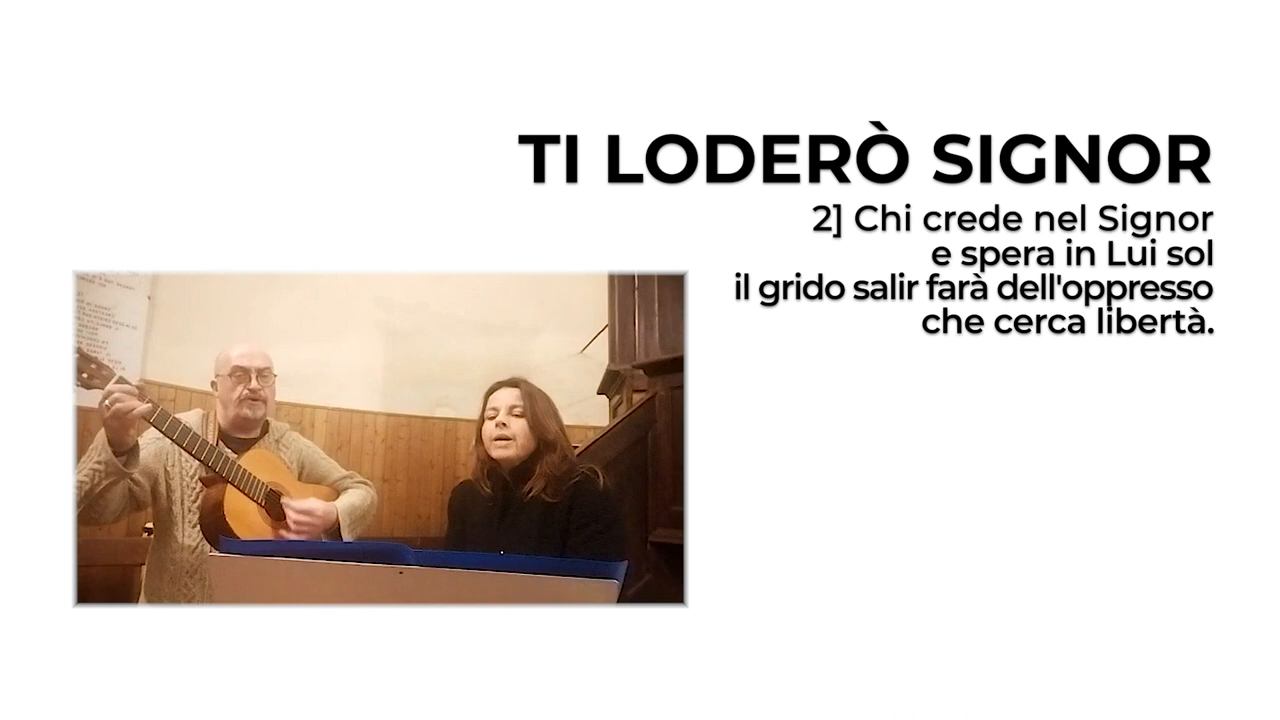 TI LODERÒ SIGNOR
2] Chi crede nel Signor
e spera in Lui sol
il grido salir farà dell'oppresso
che cerca libertà.